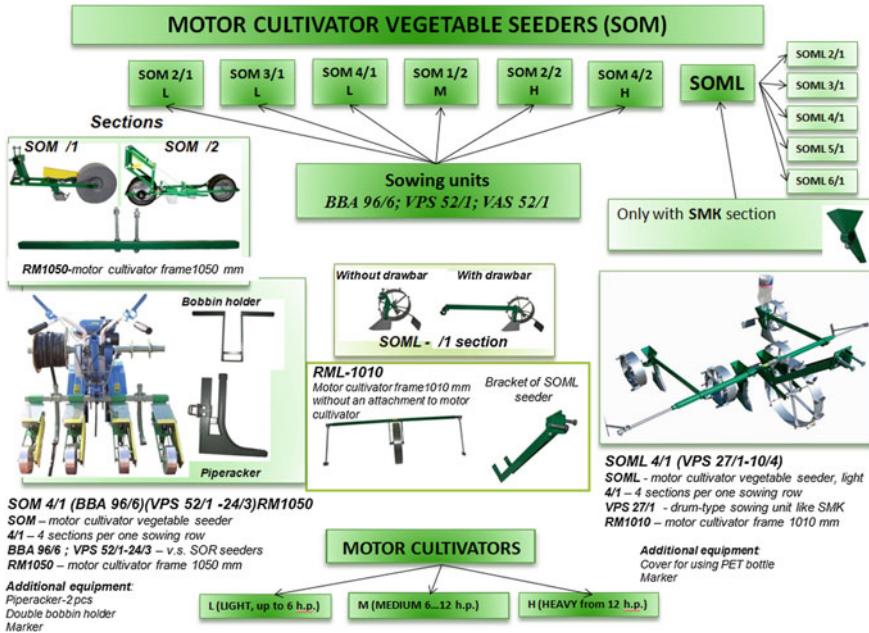 MOTOR CULTIVATOR VEGETABLE SEEDERS (SOM)
SOM 2/1
L
SOM 3/1
L
SOM 4/1
L
SOM 1/2
M
SOM 2/2
H
SOM 4/2
H
SOML
SOML 2/1
SOML 3/1
SOML 4/1
SOML 5/1
SOML 6/1
Sections
SOM /1
SOM /2
RM1050-motor cultivator frame1050 mm
Sowing units
BBA 96/6; VPS 52/1; VAS 52/1
Only with SMK section
Bobbin holder
Piperacker
Without drawbar
With drawbar
SOML - /1 section
RML-1010
Motor cultivator frame1010 mm
without an attachment to motor
cultivator
Bracket of SOML
seeder
SOM 4/1 (BBA 96/6)(VPS 52/1 -24/3)RM1050
SOM – motor cultivator vegetable seeder
4/1 – 4 sections per one sowing row
BBA 96/6 ; VPS 52/1-24/3 – v.s. SOR seeders
RM1050 – motor cultivator frame 1050 mm
Additional equipment:
Piperacker-2 pcs
Double bobbin holder
Marker
SOML 4/1 (VPS 27/1-10/4)
SOML - motor cultivator vegetable seeder, light
4/1 – 4 sections per one sowing row
VPS 27/1 - drum-type sowing unit like SMK
RM1010 – motor cultivator frame 1010 mm
Additional equipment:
Cover for using PET bottle
Marker
MOTOR CULTIVATORS
L (LIGHT, up to 6 h.p.)
M (MEDIUM 6...12 h.p.)
H (HEAVY from 12 h.p.)